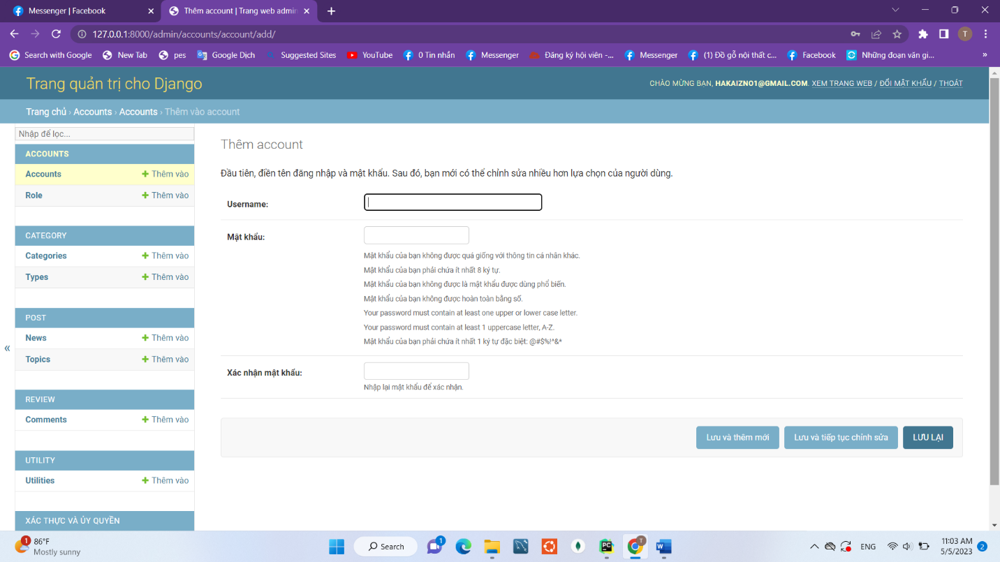 Messenger | Facebook
Thêm account | Trang web admin
127.0.0.1:8000/admin/accounts/account/add/
T
Search with Google
New Tab
pes
Google Dịch
Suggested Sites
YouTube
0 Tin nhắn
Messenger
Đăng ký hội viên -...
Messenger
(1) Đồ gỗ nội thất c...
Facebook
Những đoạn văn gi...
»
Trang quản trị cho Django
CHÀO MỪNG BẠN, HAKAIZNO1@GMAIL.COM. XEM TRANG WEB / ĐỔI MẬT KHẨU / THOÁT
Trang chủ › Accounts › Accounts › Thêm vào account
Nhập để lọc...
ACCOUNTS
Accounts + Thêm vào
Role + Thêm vào
CATEGORY
Categories + Thêm vào
Types + Thêm vào
POST
News + Thêm vào
Topics + Thêm vào
REVIEW
Comments + Thêm vào
UTILITY
Utilities + Thêm vào
XÁC THỰC VÀ ỦY QUYỀN
«
Thêm account
Đầu tiên, điền tên đăng nhập và mật khẩu. Sau đó, bạn mới có thể chỉnh sửa nhiều hơn lựa chọn của người dùng.
Username:
Mật khẩu:
Mật khẩu của bạn không được quá giống với thông tin cá nhân khác.
Mật khẩu của bạn phải chứa ít nhất 8 ký tự.
Mật khẩu của bạn không được là mật khẩu được dùng phổ biến.
Mật khẩu của bạn không được hoàn toàn bằng số.
Your password must contain at least one upper or lower case letter.
Your password must contain at least 1 uppercase letter, A-Z.
Mật khẩu của bạn phải chứa ít nhất 1 ký tự đặc biệt: @#$%!^&*
Xác nhận mật khẩu:
Nhập lại mật khẩu để xác nhận.
Lưu và thêm mới
Lưu và tiếp tục chỉnh sửa
LƯU LẠI
1
86°F
Mostly sunny
Search
1
PC
T
W
ENG
11:03 AM
5/5/2023
2